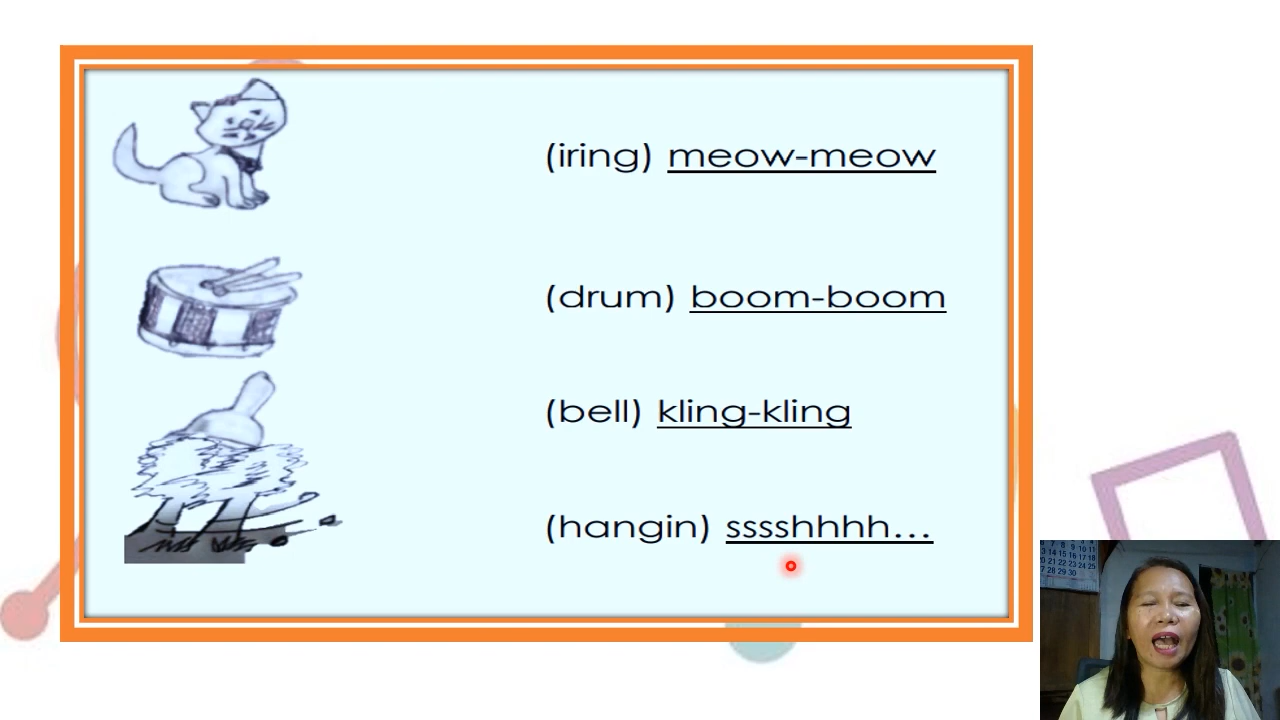 (iring) meow-meow
(drum) boom-boom
(bell) kling-kling
(hangin) sssshhhh...